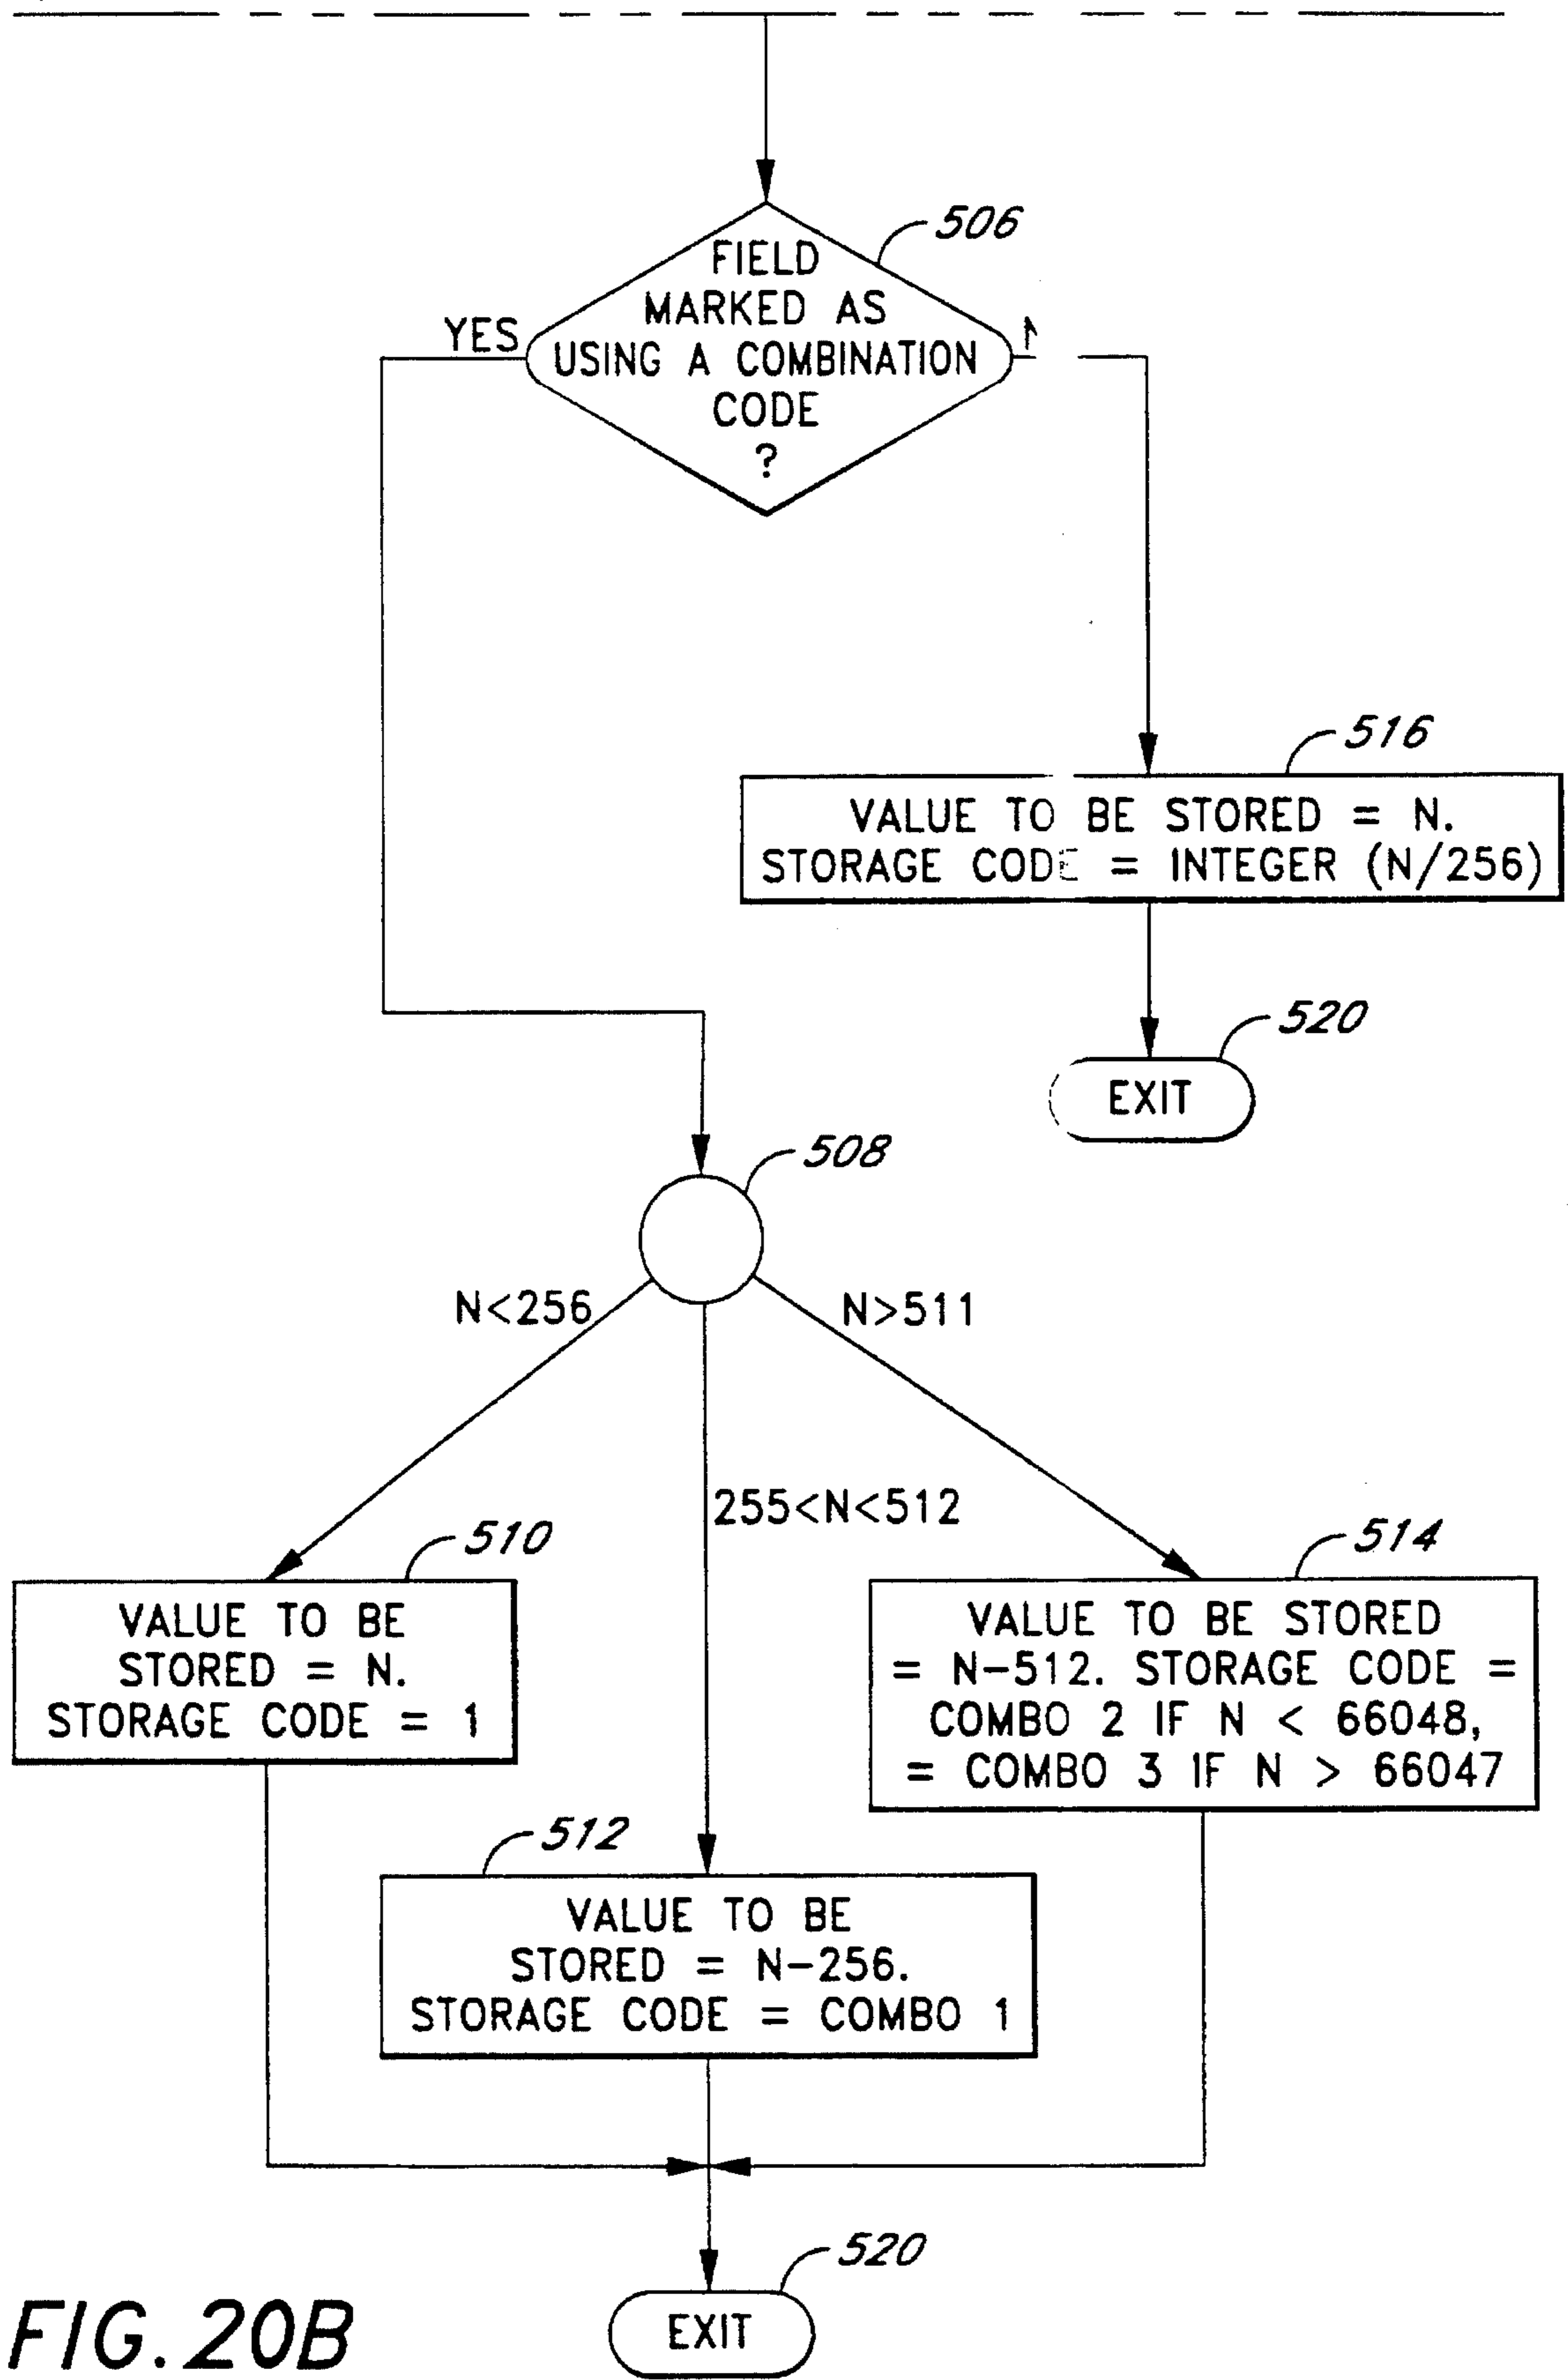 506
FIELD
MARKED AS
USING A COMBINATION
CODE
?
YES
516
VALUE TO BE STORED = N.
STORAGE CODE = INTEGER (N/256)
520
EXIT
508
N<256
N>511
255<N<512
510
VALUE TO BE
STORED = N.
STORAGE CODE = 1
514
VALUE TO BE STORED
= N-512. STORAGE CODE =
COMBO 2 IF N < 66048,
= COMBO 3 IF N > 66047
512
VALUE TO BE
STORED = N-256.
STORAGE CODE = COMBO 1
520
EXIT
FIG. 20B